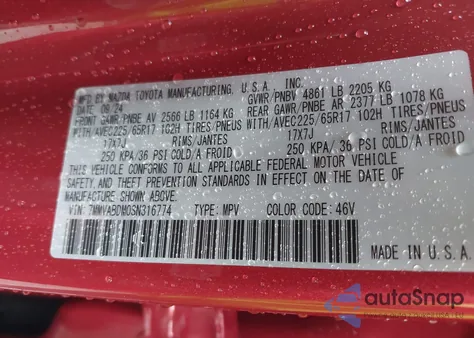 MFD BY MAZDA TOYOTA MANUFACTURING, U.S.A. INC.
DATE 09 24 GVWR/PNBV 4861 LB 2205 KG
FRONT GAWR/PNBE AV 2566 LB 1164 KG REAR GAWR/PNBE AR 2377 LB 1078 KG
WITH/AVEC225/65R17 102H TIRES/PNEUS WITH/AVEC225/65R17 102H TIRES/PNEUS
17x7J RIMS/JANTES 17x7J RIMS/JANTES
250 KPA/36 PSI COLD/A FROID 250 KPA/ 36 PSI COLD/A FROID
THIS VEHICLE CONFORMS TO ALL APPLICABLE FEDERAL MOTOR VEHICLE
SAFETY,AND THEFT PREVENTION STANDARDS IN EFFECT ON THE DATE OF
MANUFACTURE SHOWN ABOVE.
VIN: 7MMVABDM0SN316774 TYPE: MPV COLOR CODE: 46V
MADE IN U.S.A.
autoSnap